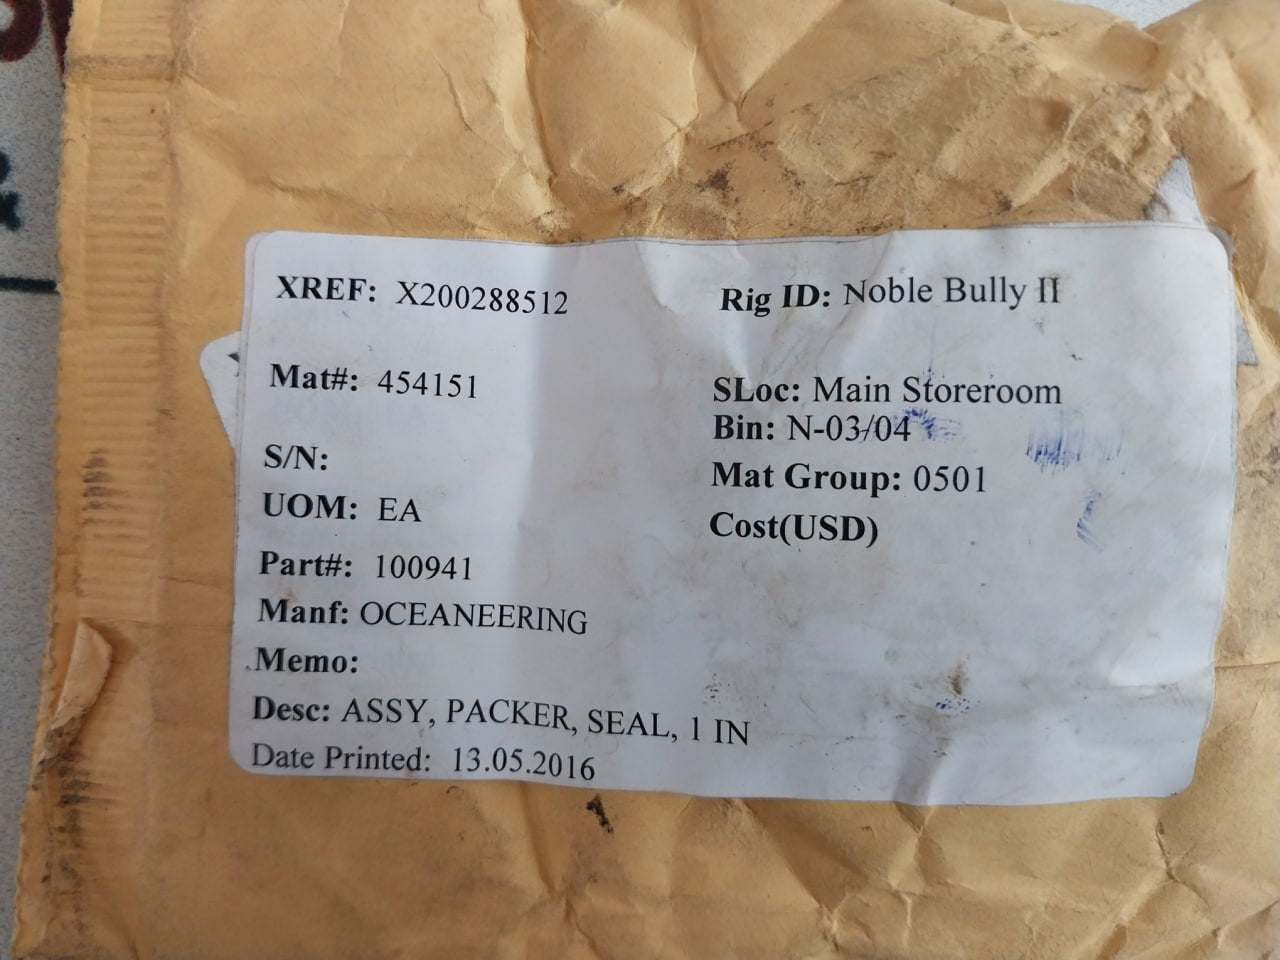 XREF: X200288512
Rig ID: Noble Bully II
Mat#: 454151
SLoc: Main Storeroom
Bin: N-03/04
S/N:
Mat Group: 0501
UOM: EA
Cost(USD)
Part#: 100941
Manf: OCEANEERING
Memo:
Desc: ASSY, PACKER, SEAL, 1 IN
Date Printed: 13.05.2016
&